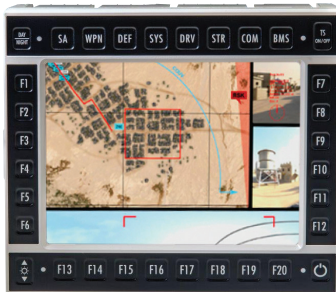 DAY
NIGHT
SA
WPN
DEF
SYS
DRV
STR
COM
BMS
TS
ON/OFF
F1
F2
F3
F4
F5
F6
F7
F8
F9
F10
F11
F12
F13
F14
F15
F16
F17
F18
F19
F20